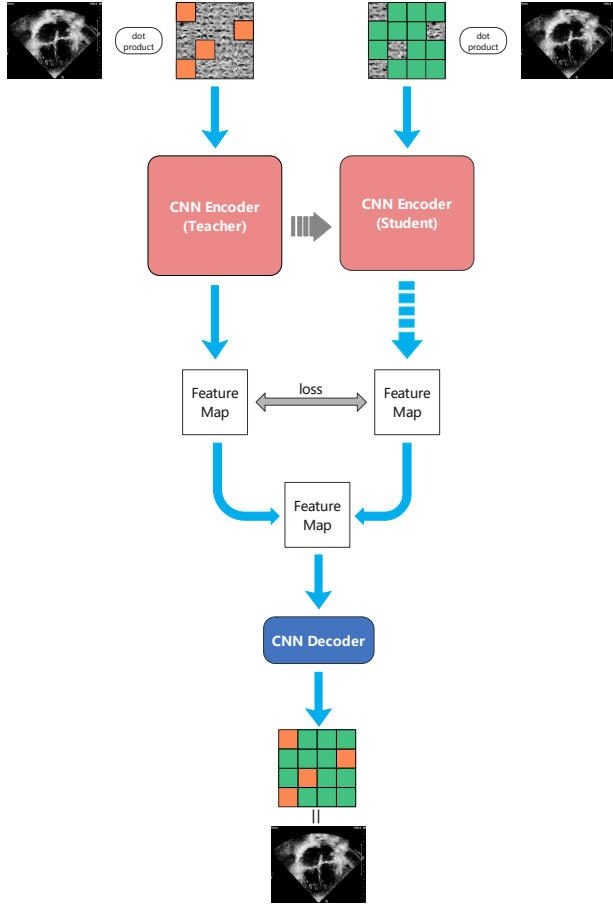 dot
product
dot
product
CNN Encoder
(Teacher)
CNN Encoder
(Student)
loss
Feature
Map
Feature
Map
Feature
Map
CNN Decoder